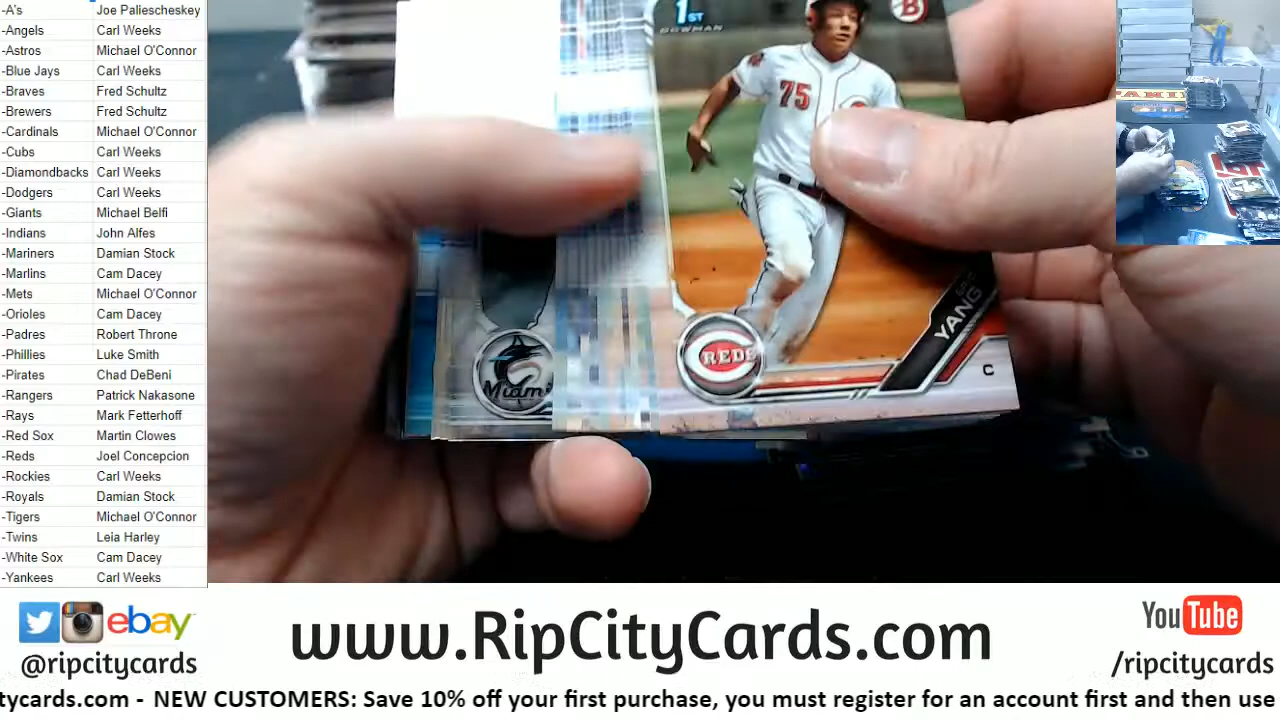 -A's Joe Paliescheskey
-Angels Carl Weeks
-Astros Michael O'Connor
-Blue Jays Carl Weeks
-Braves Fred Schultz
-Brewers Fred Schultz
-Cardinals Michael O'Connor
-Cubs Carl Weeks
-Diamondbacks Carl Weeks
-Dodgers Carl Weeks
-Giants Michael Belfi
-Indians John Alfes
-Mariners Damian Stock
-Marlins Cam Dacey
-Mets Michael O'Connor
-Orioles Cam Dacey
-Padres Robert Throne
-Phillies Luke Smith
-Pirates Chad DeBeni
-Rangers Patrick Nakasone
-Rays Mark Fetterhoff
-Red Sox Martin Clowes
-Reds Joel Concepcion
-Rockies Carl Weeks
-Royals Damian Stock
-Tigers Michael O'Connor
-Twins Leia Harley
-White Sox Cam Dacey
-Yankees Carl Weeks
1ST
BOWMAN
B
75
YANG
C
REDS
Miami
ebay
@ripcitycards
www.RipCityCards.com
YouTube
/ripcitycards
tycards.com - NEW CUSTOMERS: Save 10% off your first purchase, you must register for an account first and then use